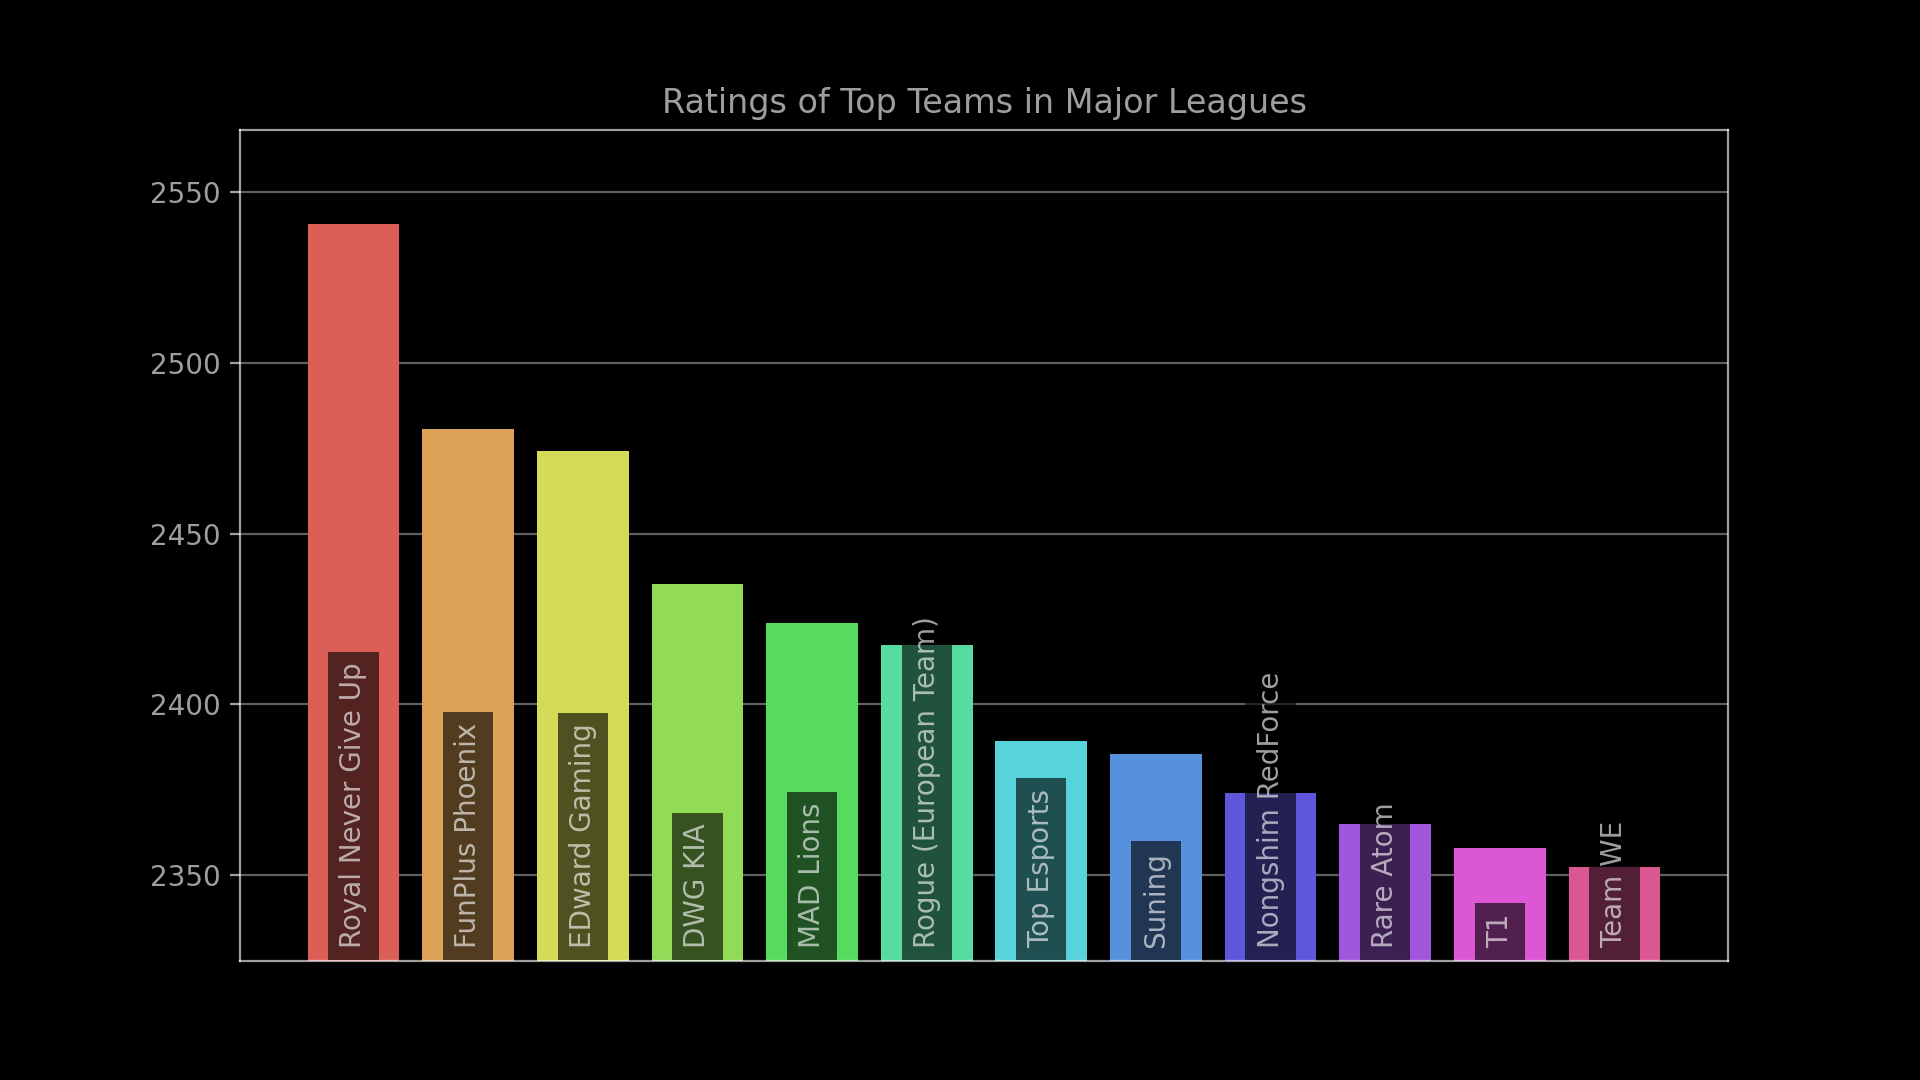 Ratings of Top Teams in Major Leagues
2550
2500
2450
2400
2350
Royal Never Give Up
FunPlus Phoenix
EDward Gaming
DWG KIA
MAD Lions
Rogue (European Team)
Top Esports
Suning
Nongshim RedForce
Rare Atom
T1
Team WE